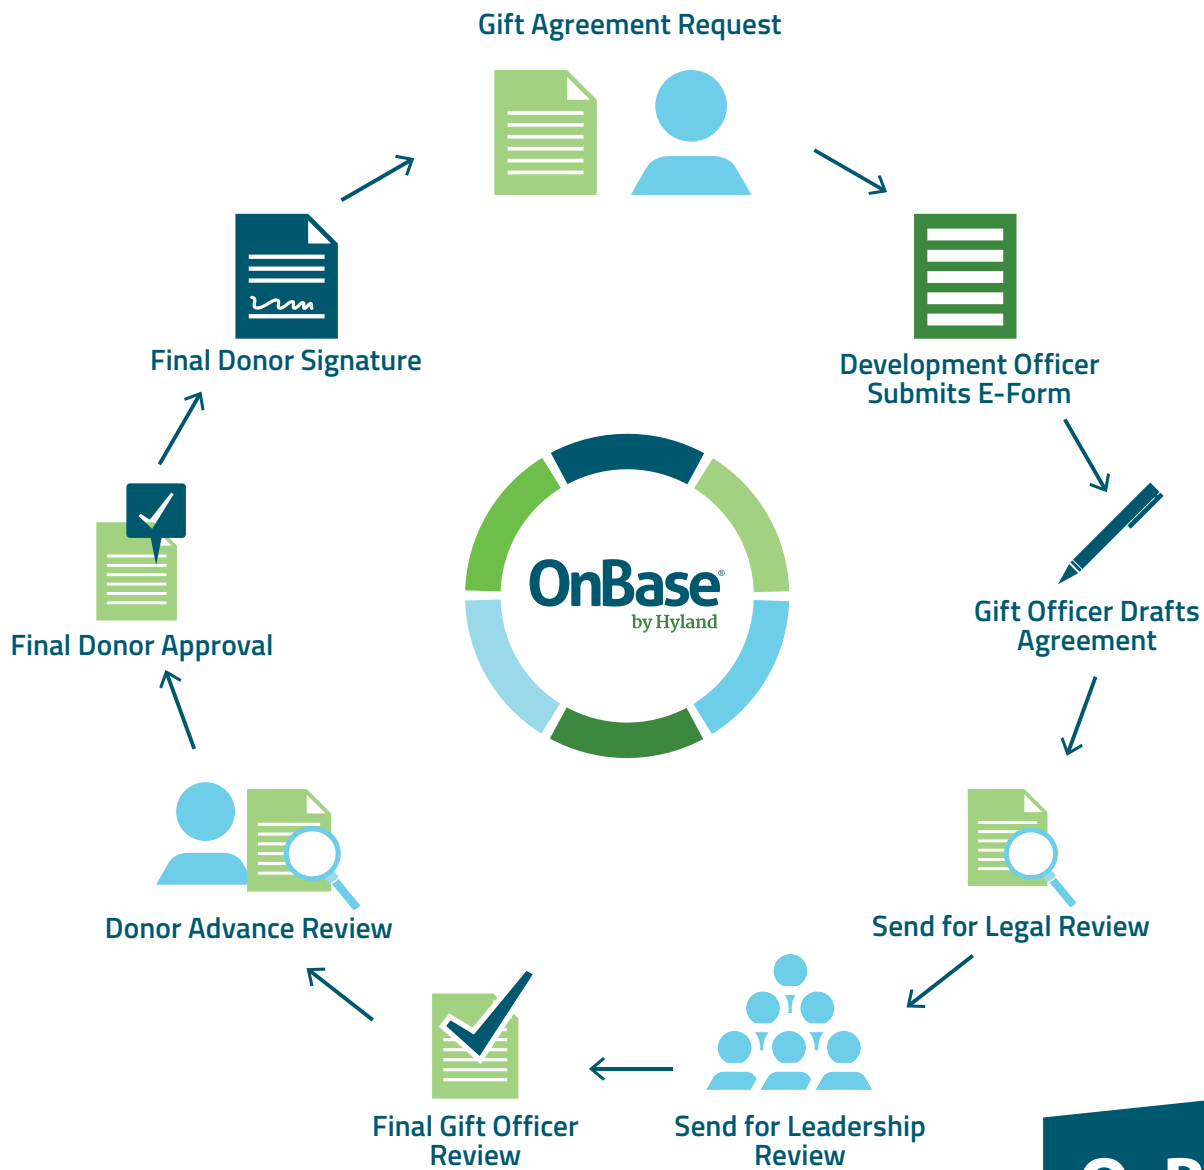 Gift Agreement Request
Development Officer
Submits E-Form
Gift Officer Drafts
Agreement
Send for Legal Review
Send for Leadership
Review
Final Gift Officer
Review
Donor Advance Review
Final Donor Approval
Final Donor Signature
OnBase®
by Hyland